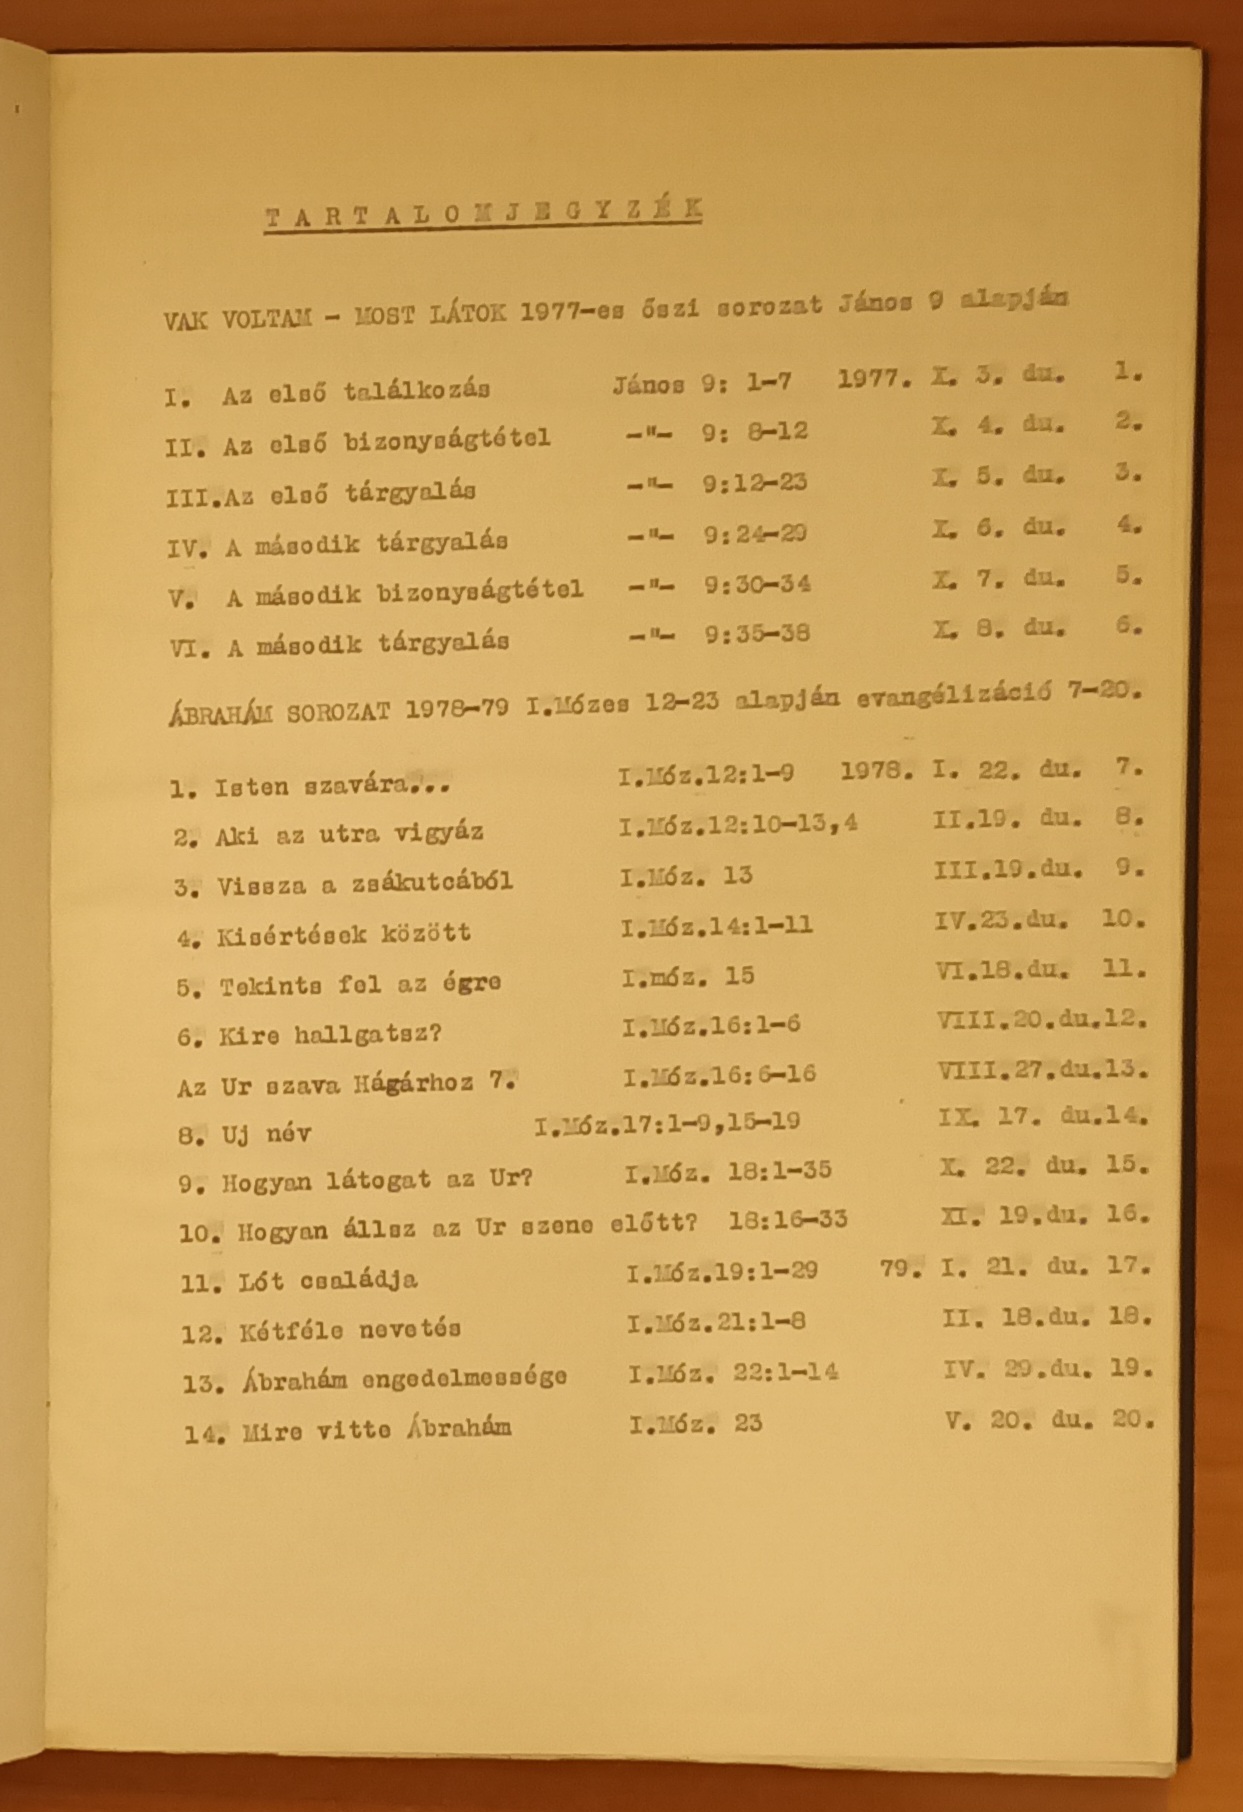 TARTALOMJEGYZÉK
VAK VOLTAM - MOST LÁTOK 1977-es őszi sorozat János 9 alapján
I. Az első találkozás János 9: 1-7 1977. X. 3. du. 1.
II. Az első bizonyságtétel -"- 9: 8-12 X. 4. du. 2.
III.Az első tárgyalás -"- 9:12-23 X. 5. du. 3.
IV. A második tárgyalás -"- 9:24-29 X. 6. du. 4.
V. A második bizonyságtétel -"- 9:30-34 X. 7. du. 5.
VI. A második tárgyalás -"- 9:35-38 X. 8. du. 6.
ÁBRAHÁM SOROZAT 1978-79 I.Mózes 12-23 alapján evangélizáció 7-20.
1. Isten szavára... I.Móz.12:1-9 1978. I. 22. du. 7.
2. Aki az utra vigyáz I.Móz.12:10-13,4 II.19. du. 8.
3. Vissza a zsákutcából I.Móz. 13 III.19.du. 9.
4. Kisértések között I.Móz.14:1-11 IV.23.du. 10.
5. Tekints fel az égre I.móz. 15 VI.18.du. 11.
6. Kire hallgatsz? I.Móz.16:1-6 VIII.20.du.12.
Az Ur szava Hágárhoz 7. I.Móz.16:6-16 VIII.27.du.13.
8. Uj név I.Móz.17:1-9,15-19 IX. 17. du.14.
9. Hogyan látogat az Ur? I.Móz. 18:1-35 X. 22. du. 15.
10. Hogyan állsz az Ur szene előtt? 18:16-33 XI. 19.du. 16.
11. Lót családja I.Móz.19:1-29 79. I. 21. du. 17.
12. Kétféle nevetés I.Móz.21:1-8 II. 18.du. 18.
13. Ábrahám engedelmessége I.Móz. 22:1-14 IV. 29.du. 19.
14. Mire vitte Ábrahám I.Móz. 23 V. 20. du. 20.